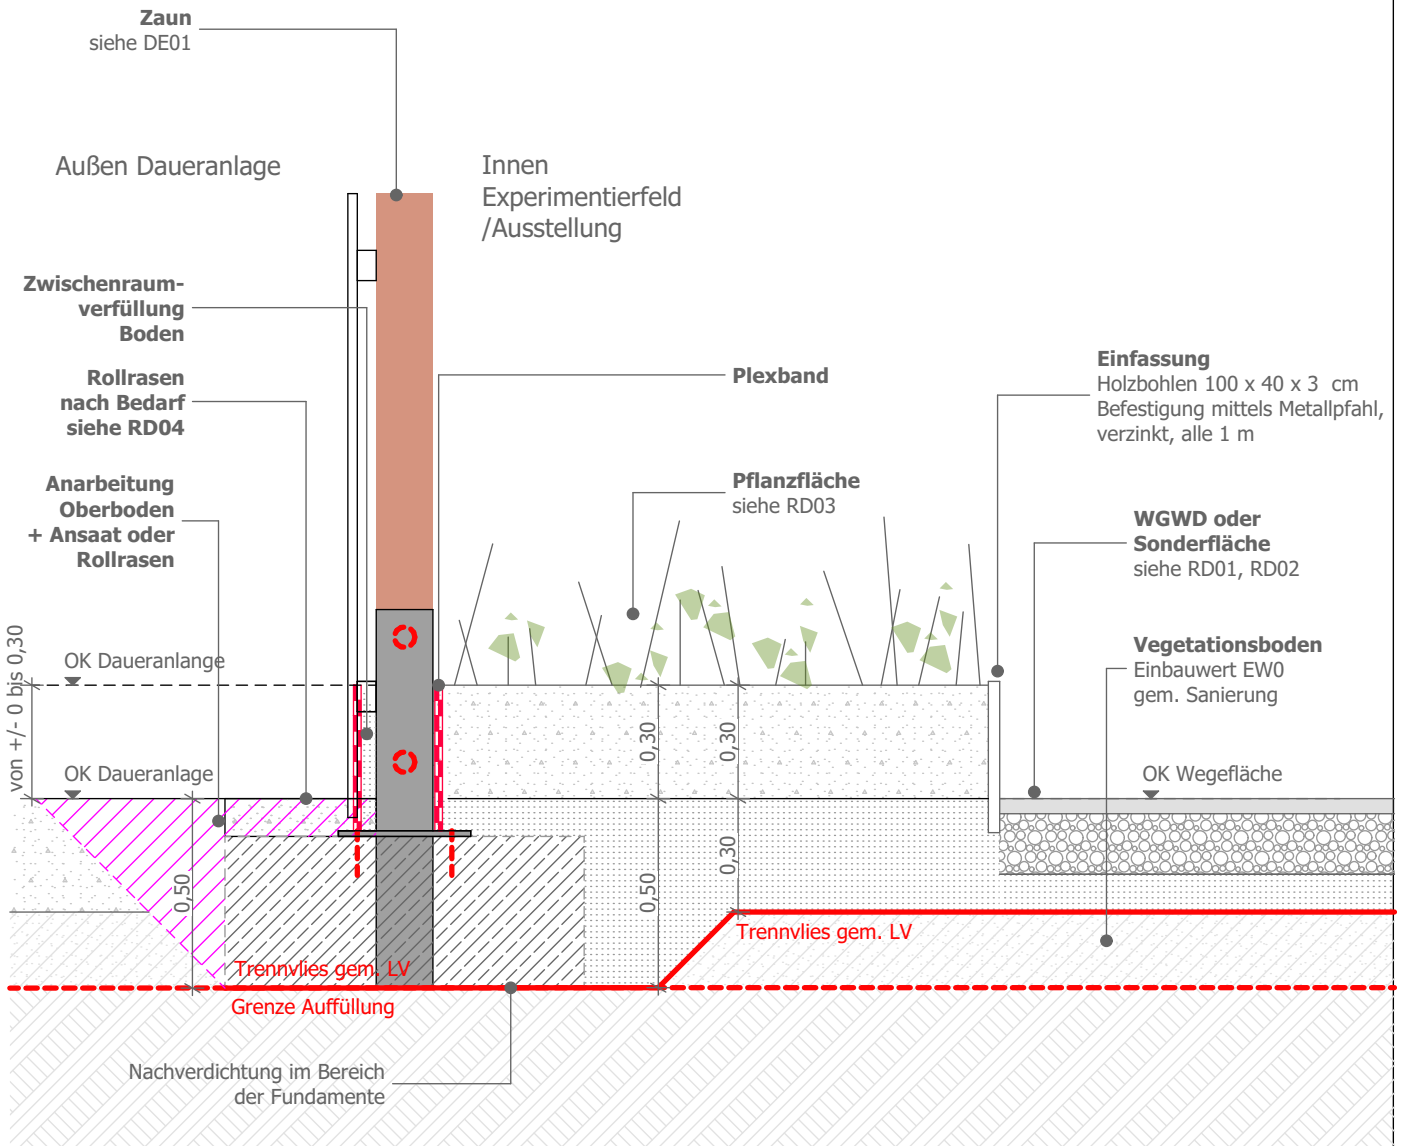 Zaun
siehe DE01
Außen Daueranlage
Innen
Experimentierfeld
/Ausstellung
Zwischenraum-
verfüllung
Boden
Rollrasen
nach Bedarf
siehe RD04
Anarbeitung
Oberboden
+ Ansaat oder
Rollrasen
Plexband
Pflanzfläche
siehe RD03
Einfassung
Holzbohlen 100 x 40 x 3 cm
Befestigung mittels Metallpfahl,
verzinkt, alle 1 m
WGWD oder
Sonderfläche
siehe RD01, RD02
Vegetationsboden
Einbauwert EW0
gem. Sanierung
von +/- 0 bis 0,30
OK Daueranlange
OK Daueranlage
OK Wegefläche
0,30
0,30
0,50
0,50
0,30
Trennvlies gem. LV
Trennvlies gem. LV
Grenze Auffüllung
Nachverdichtung im Bereich
der Fundamente